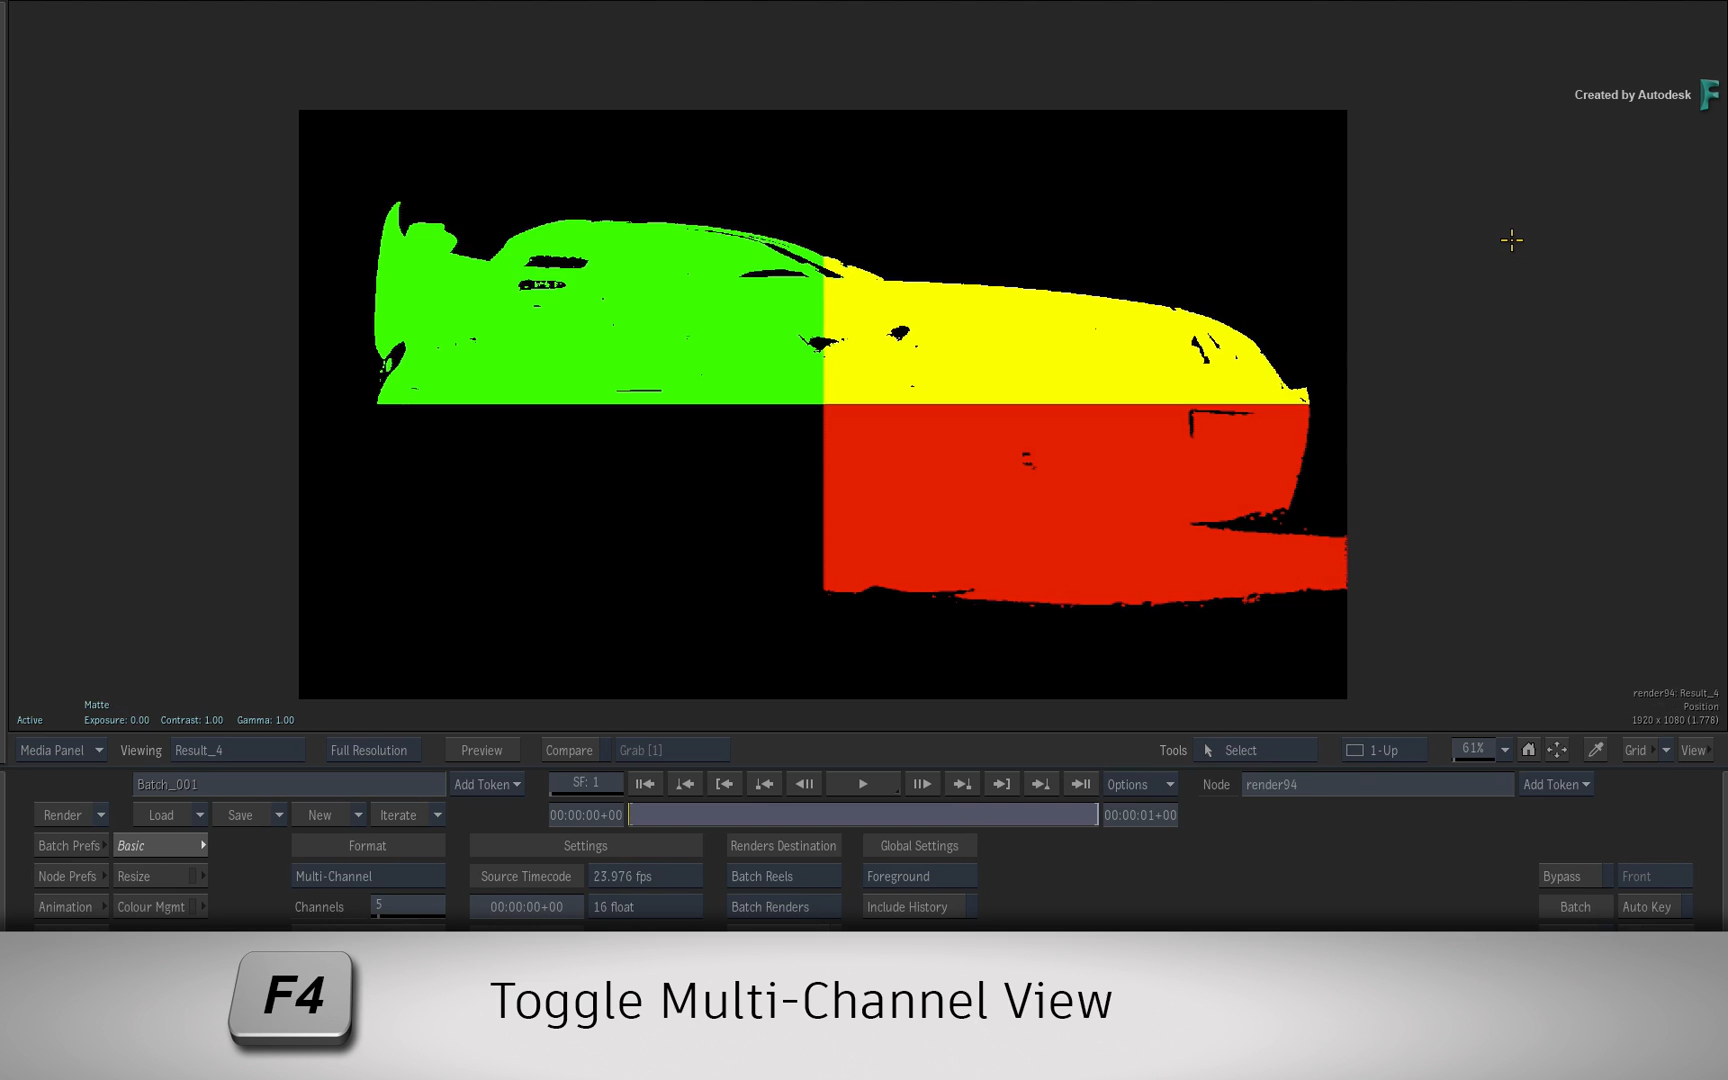 Created by Autodesk
Matte
Active Exposure: 0.00 Contrast: 1.00 Gamma: 1.00
render94: Result_4
Position
1920 x 1080 (1.778)
Media Panel Viewing Result_4 Full Resolution Preview Compare Grab [1] Tools Select 1-Up 61% Grid View
Batch_001 Add Token SF: 1 Options Node render94 Add Token
Render Load Save New Iterate 00:00:00+00 00:00:01+00
Batch Prefs Basic Format Settings Renders Destination Global Settings
Node Prefs Resize Multi-Channel Source Timecode 23.976 fps Batch Reels Foreground Bypass Front
Animation Colour Mgmt Channels 5 00:00:00+00 16 float Batch Renders Include History Batch Auto Key
F4 Toggle Multi-Channel View